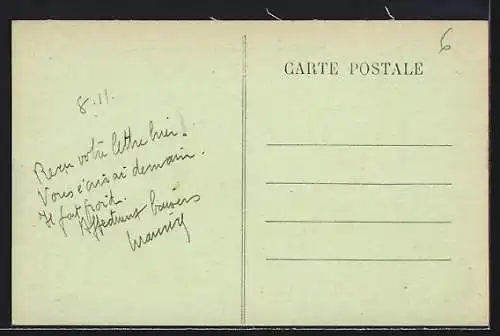 6
CARTE POSTALE
8.11.
Reçu votre lettre hier!
Vous écrirai demain.
Il fait froid.
Affectueux baisers